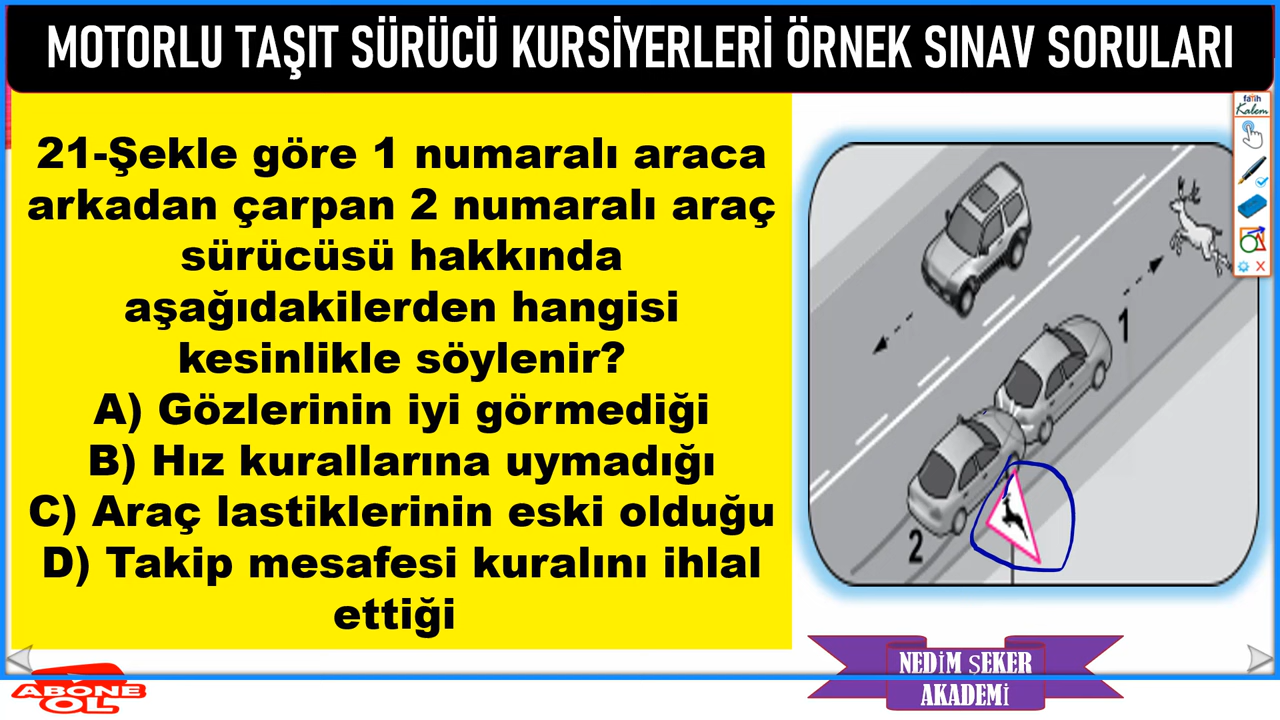 MOTORLU TAŞIT SÜRÜCÜ KURSİYERLERİ ÖRNEK SINAV SORULARI
21-Şekle göre 1 numaralı araca
arkadan çarpan 2 numaralı araç
sürücüsü hakkında
aşağıdakilerden hangisi
kesinlikle söylenir?
A) Gözlerinin iyi görmediği
B) Hız kurallarına uymadığı
C) Araç lastiklerinin eski olduğu
D) Takip mesafesi kuralını ihlal
ettiği
1
2
fatih
Kalem
NEDİM ŞEKER
AKADEMİ
ABONE
OL